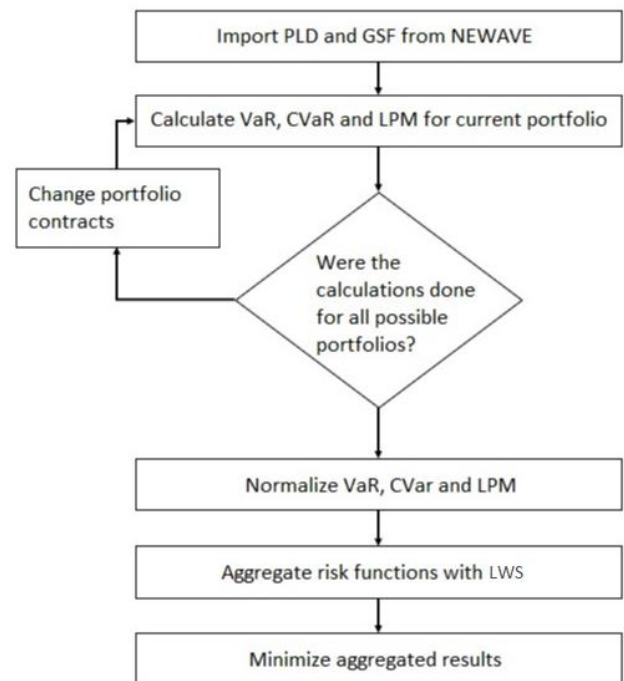 Import PLD and GSF from NEWAVE
Calculate VaR, CVaR and LPM for current portfolio
Change portfolio
contracts
Were the
calculations done
for all possible
portfolios?
Normalize VaR, CVar and LPM
Aggregate risk functions with LWS
Minimize aggregated results